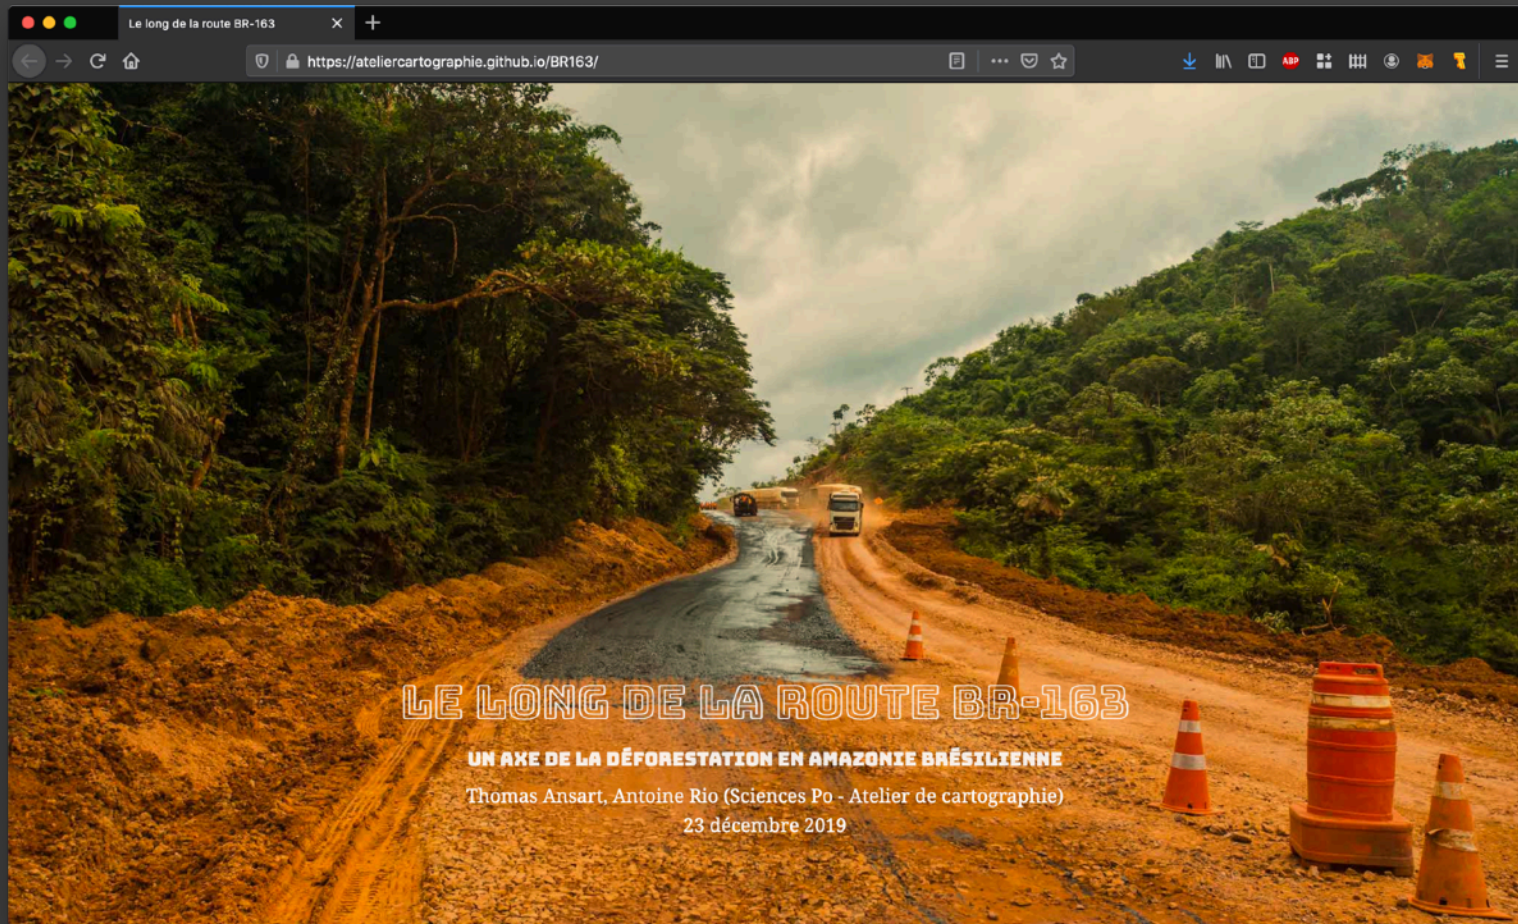 Le long de la route BR-163
https://ateliercartographie.github.io/BR163/
ABP
LE LONG DE LA ROUTE BR-163
UN AXE DE LA DÉFORESTATION EN AMAZONIE BRÉSILIENNE
Thomas Ansart, Antoine Rio (Sciences Po - Atelier de cartographie)
23 décembre 2019